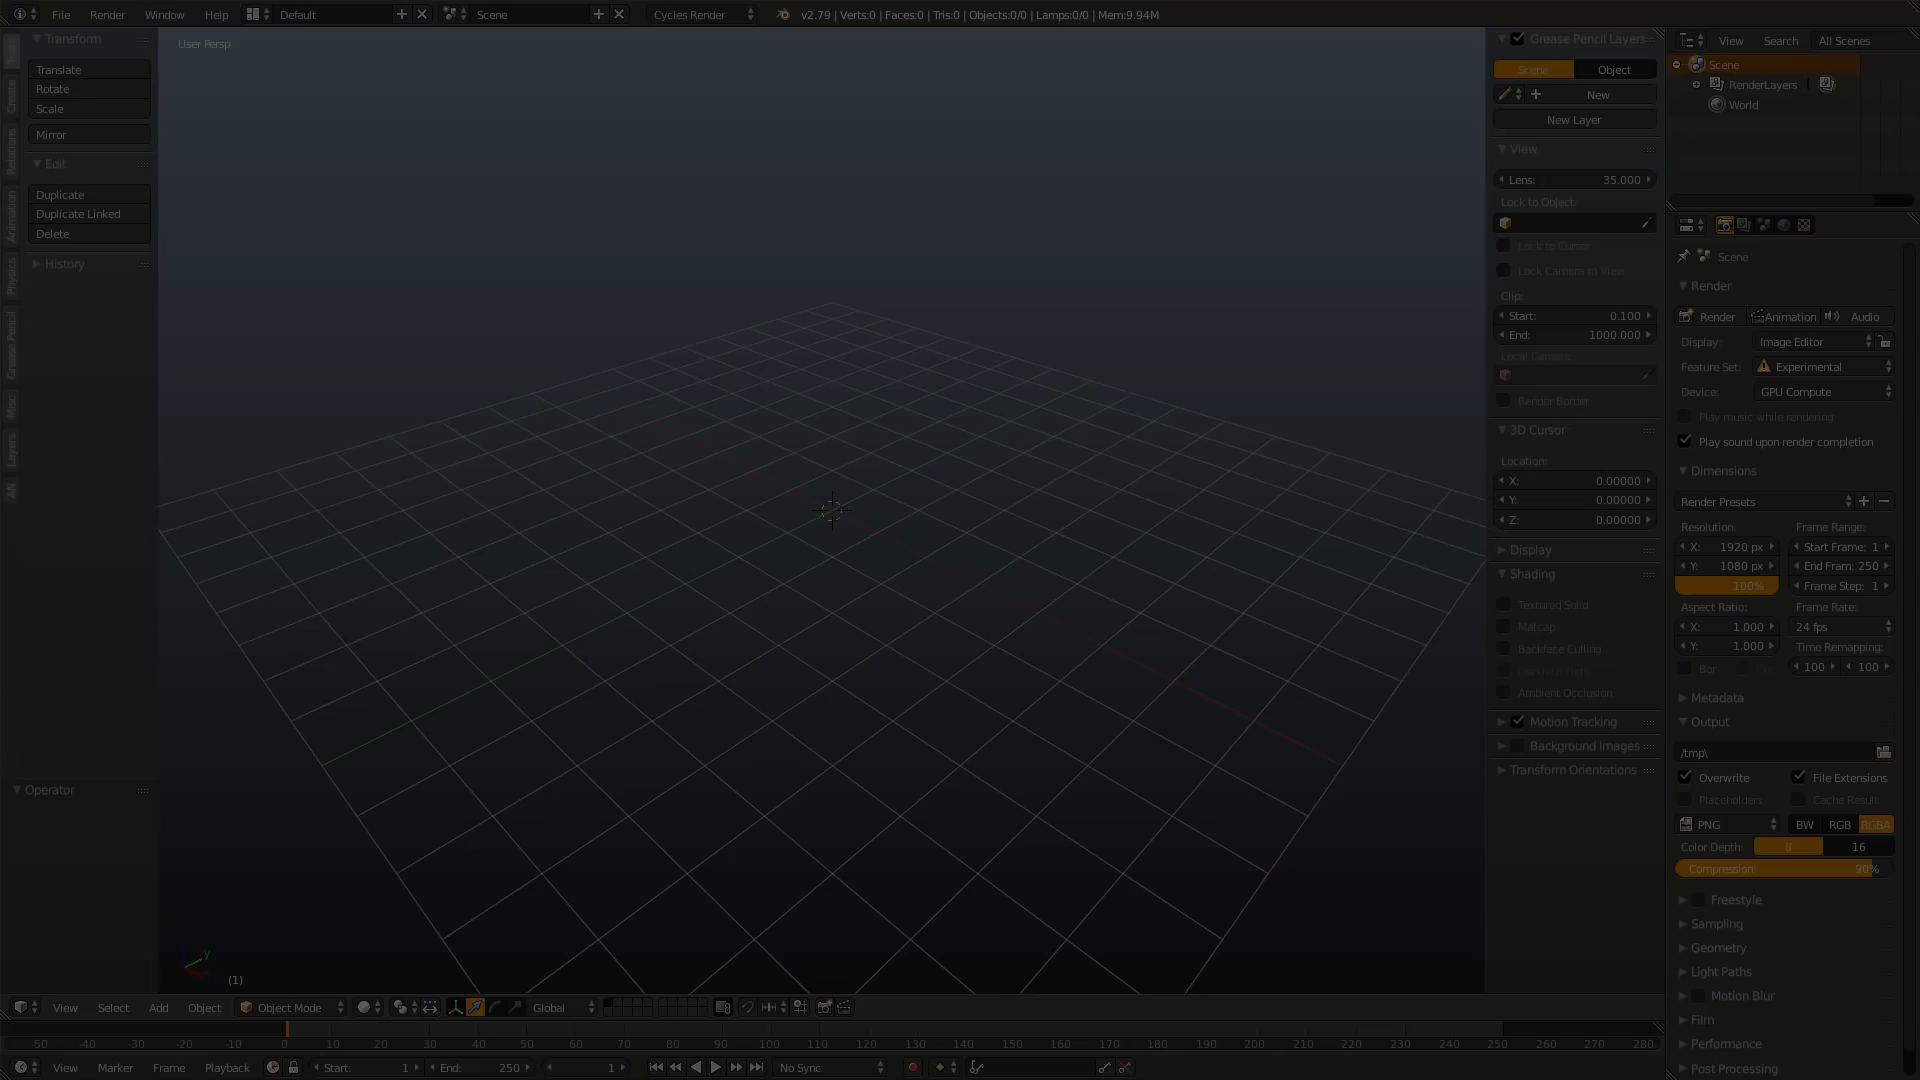 File Render Window Help Default Scene Cycles Render v2.79 | Verts:0 | Faces:0 | Tris:0 | Objects:0/0 | Lamps:0/0 | Mem:9.94M
Transform
Translate
Rotate
Scale
Mirror
Edit
Duplicate
Duplicate Linked
Delete
History
Create
Relations
Animation
Physics
Grease Pencil
Misc
Layers
AN
Operator
User Persp
(1)
Grease Pencil Layers
Scene Object
New
New Layer
View
Lens: 35.000
Lock to Object:
Lock to Cursor
Lock Camera to View
Clip:
Start: 0.100
End: 1000.000
Local Camera:
Render Border
3D Cursor
Location:
X: 0.00000
Y: 0.00000
Z: 0.00000
Display
Shading
Textured Solid
Matcap
Backface Culling
Ambient Occlusion
Motion Tracking
Background Images
Transform Orientations
View Search All Scenes
Scene
RenderLayers
World
Scene
Render
Render Animation Audio
Display: Image Editor
Feature Set: Experimental
Device: GPU Compute
Play music while rendering
Play sound upon render completion
Dimensions
Render Presets
Resolution: Frame Range:
X: 1920 px Start Frame: 1
Y: 1080 px End Fram: 250
100% Frame Step: 1
Aspect Ratio: Frame Rate:
X: 1.000 24 fps
Y: 1.000 Time Remapping:
Bor 100 100
Metadata
Output
/tmp\
Overwrite File Extensions
Placeholders Cache Result
PNG BW RGB RGBA
Color Depth: 8 16
Compression: 90%
Freestyle
Sampling
Geometry
Light Paths
Motion Blur
Film
Performance
Post Processing
View Select Add Object Object Mode Global
-50 -40 -30 -20 -10 0 10 20 30 40 50 60 70 80 90 100 110 120 130 140 150 160 170 180 190 200 210 220 230 240 250 260 270 280
View Marker Frame Playback Start: 1 End: 250 1 No Sync